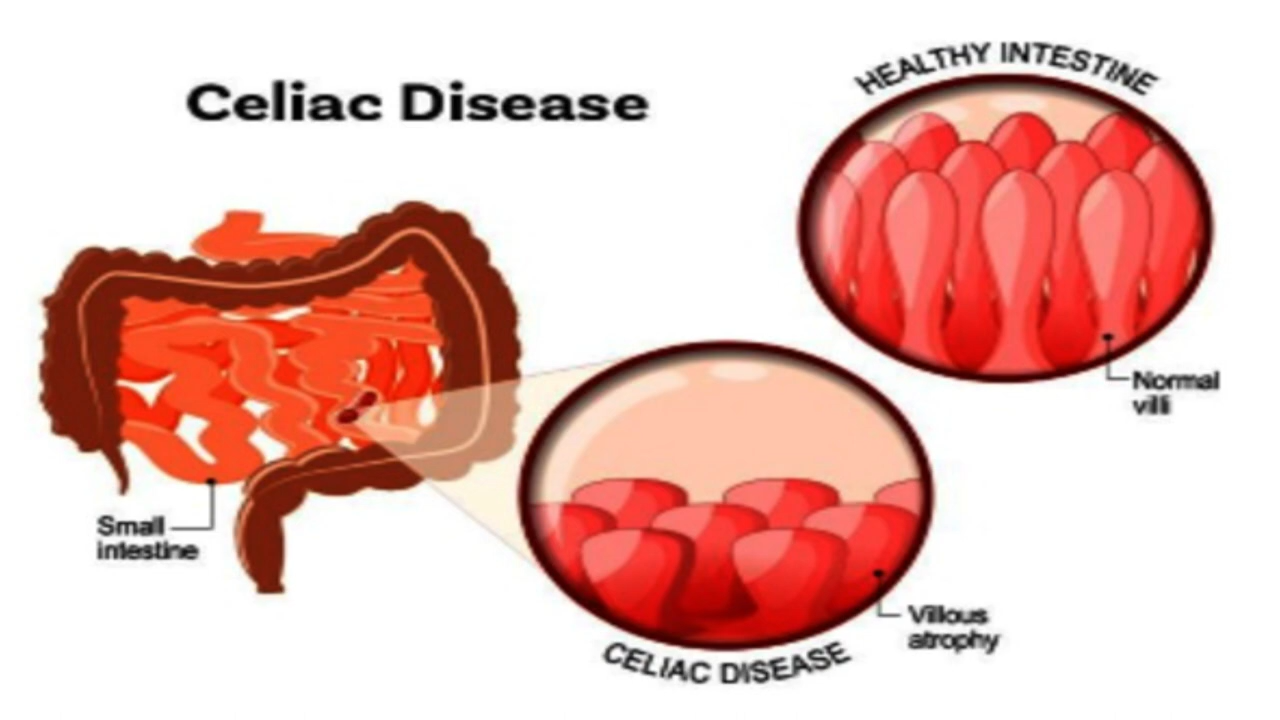 Celiac Disease
HEALTHY INTESTINE
Normal
villi
Small
intestine
Villous
atrophy
CELIAC DISEASE